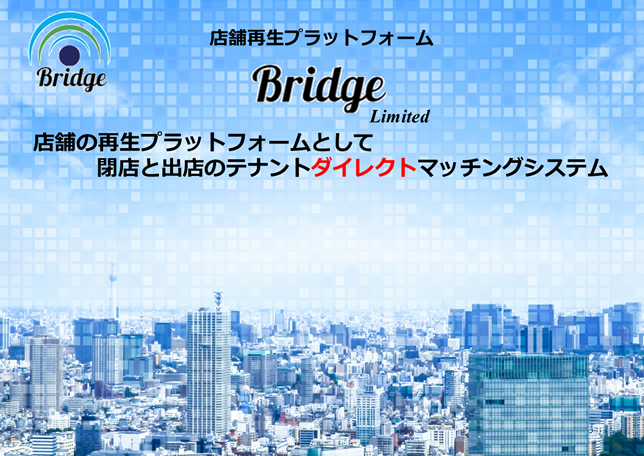 Bridge
店舗再生プラットフォーム
Bridge
Limited
店舗の再生プラットフォームとして
閉店と出店のテナントダイレクトマッチングシステム